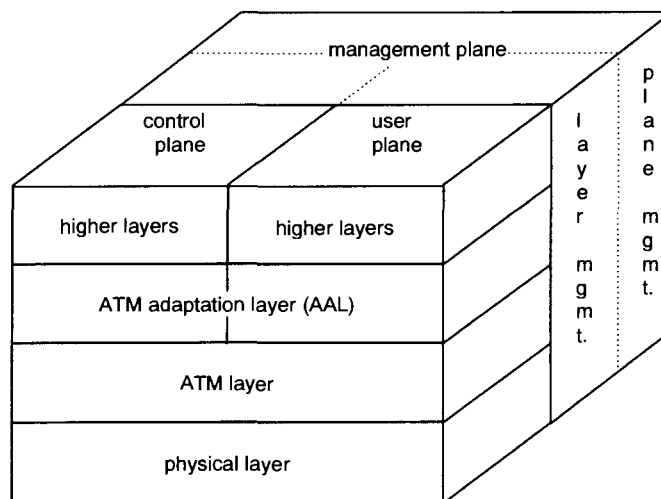 management plane
control
plane
user
plane
higher layers
higher layers
ATM adaptation layer (AAL)
ATM layer
physical layer
layer mgmt.
plane mgmt.